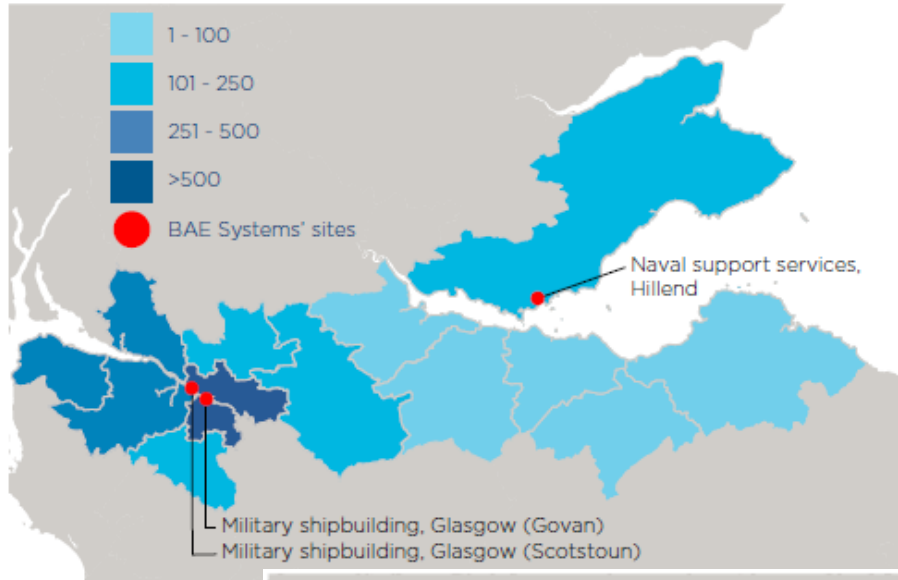 1 - 100
101 - 250
251 - 500
>500
BAE Systems' sites
Naval support services,
Hillend
Military shipbuilding, Glasgow (Govan)
Military shipbuilding, Glasgow (Scotstoun)